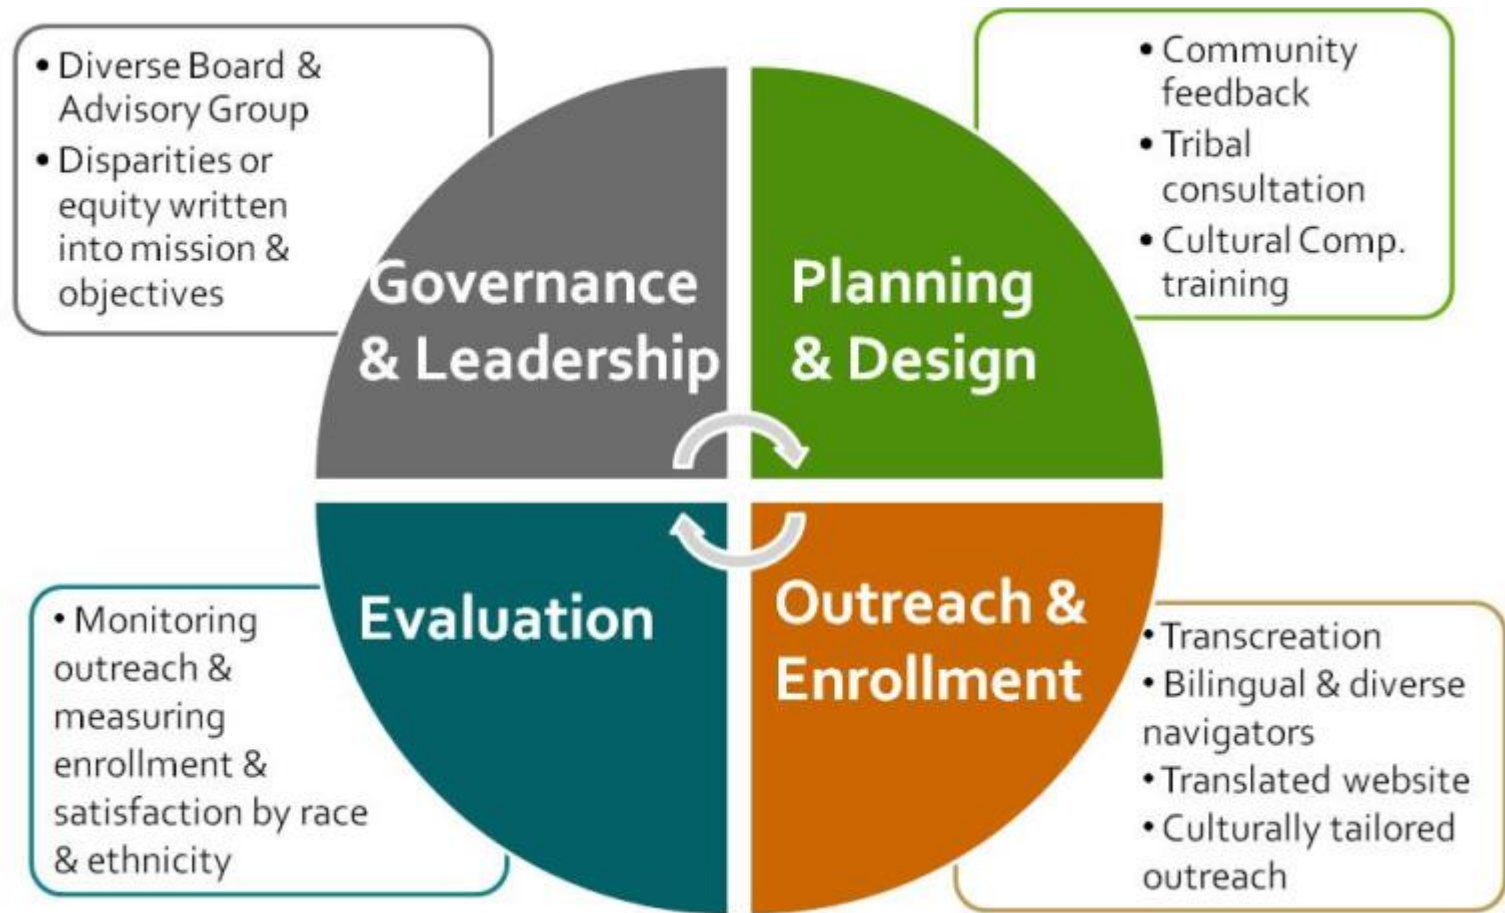 • Diverse Board &
Advisory Group
• Disparities or
equity written
into mission &
objectives
Governance
& Leadership
• Community
feedback
• Tribal
consultation
• Cultural Comp.
training
Planning
& Design
• Monitoring
outreach &
measuring
enrollment &
satisfaction by race
& ethnicity
Evaluation
Outreach &
Enrollment
• Transcreation
• Bilingual & diverse
navigators
• Translated website
• Culturally tailored
outreach